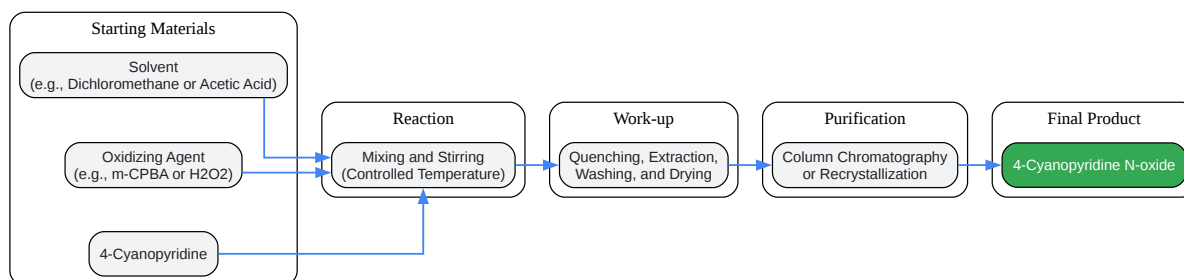 Starting Materials
Solvent
(e.g., Dichloromethane or Acetic Acid)
Oxidizing Agent
(e.g., m-CPBA or H2O2)
4-Cyanopyridine
Reaction
Mixing and Stirring
(Controlled Temperature)
Work-up
Quenching, Extraction,
Washing, and Drying
Purification
Column Chromatography
or Recrystallization
Final Product
4-Cyanopyridine N-oxide